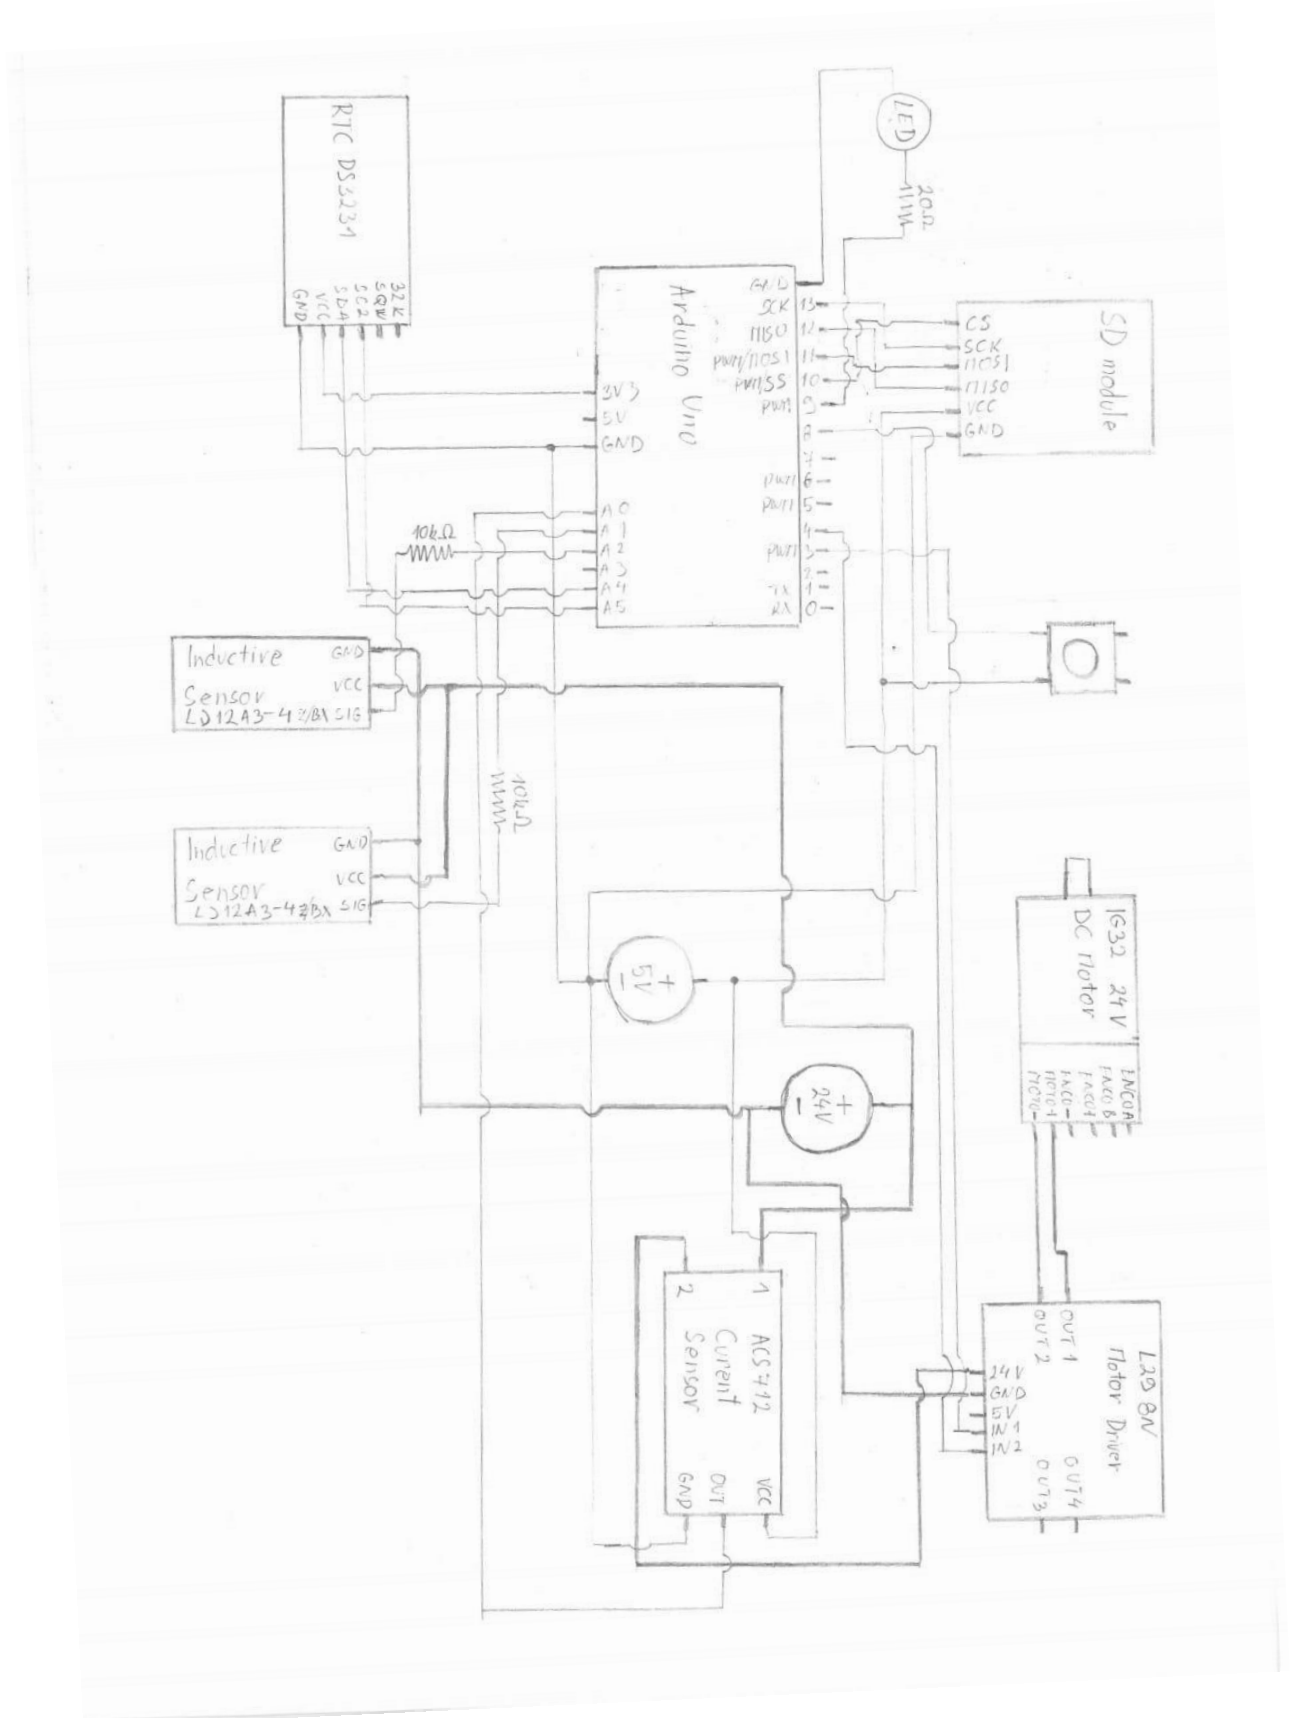 LED
20Ω
RTC DS3231
32K
SQW
SCL
SDA
VCC
GND
Arduino Uno
GND
SCK 13
MISO 12
PWM/MOSI 11
PWM/SS 10
PWM 9
8
7
PWM 6
PWM 5
4
PWM 3
2
TX 1
RX 0
3V3
5V
GND
A0
A1
A2
A3
A4
A5
SD module
CS
SCK
MOSI
MISO
VCC
GND
10kΩ
Inductive
Sensor
LD12A3-4Z/BX
GND
VCC
SIG
10kΩ
Inductive
Sensor
LD12A3-4Z/BX
GND
VCC
SIG
+
5V
−
+
24V
−
IG32 24V
DC Motor
ENCO A
ENCO B
ENCO+
ENCO-
MOTO+
MOTO-
1
2
ACS712
Curent
Sensor
VCC
OUT
GND
L298N
Motor Driver
OUT1
OUT2
24V
GND
5V
IN1
IN2
OUT4
OUT3